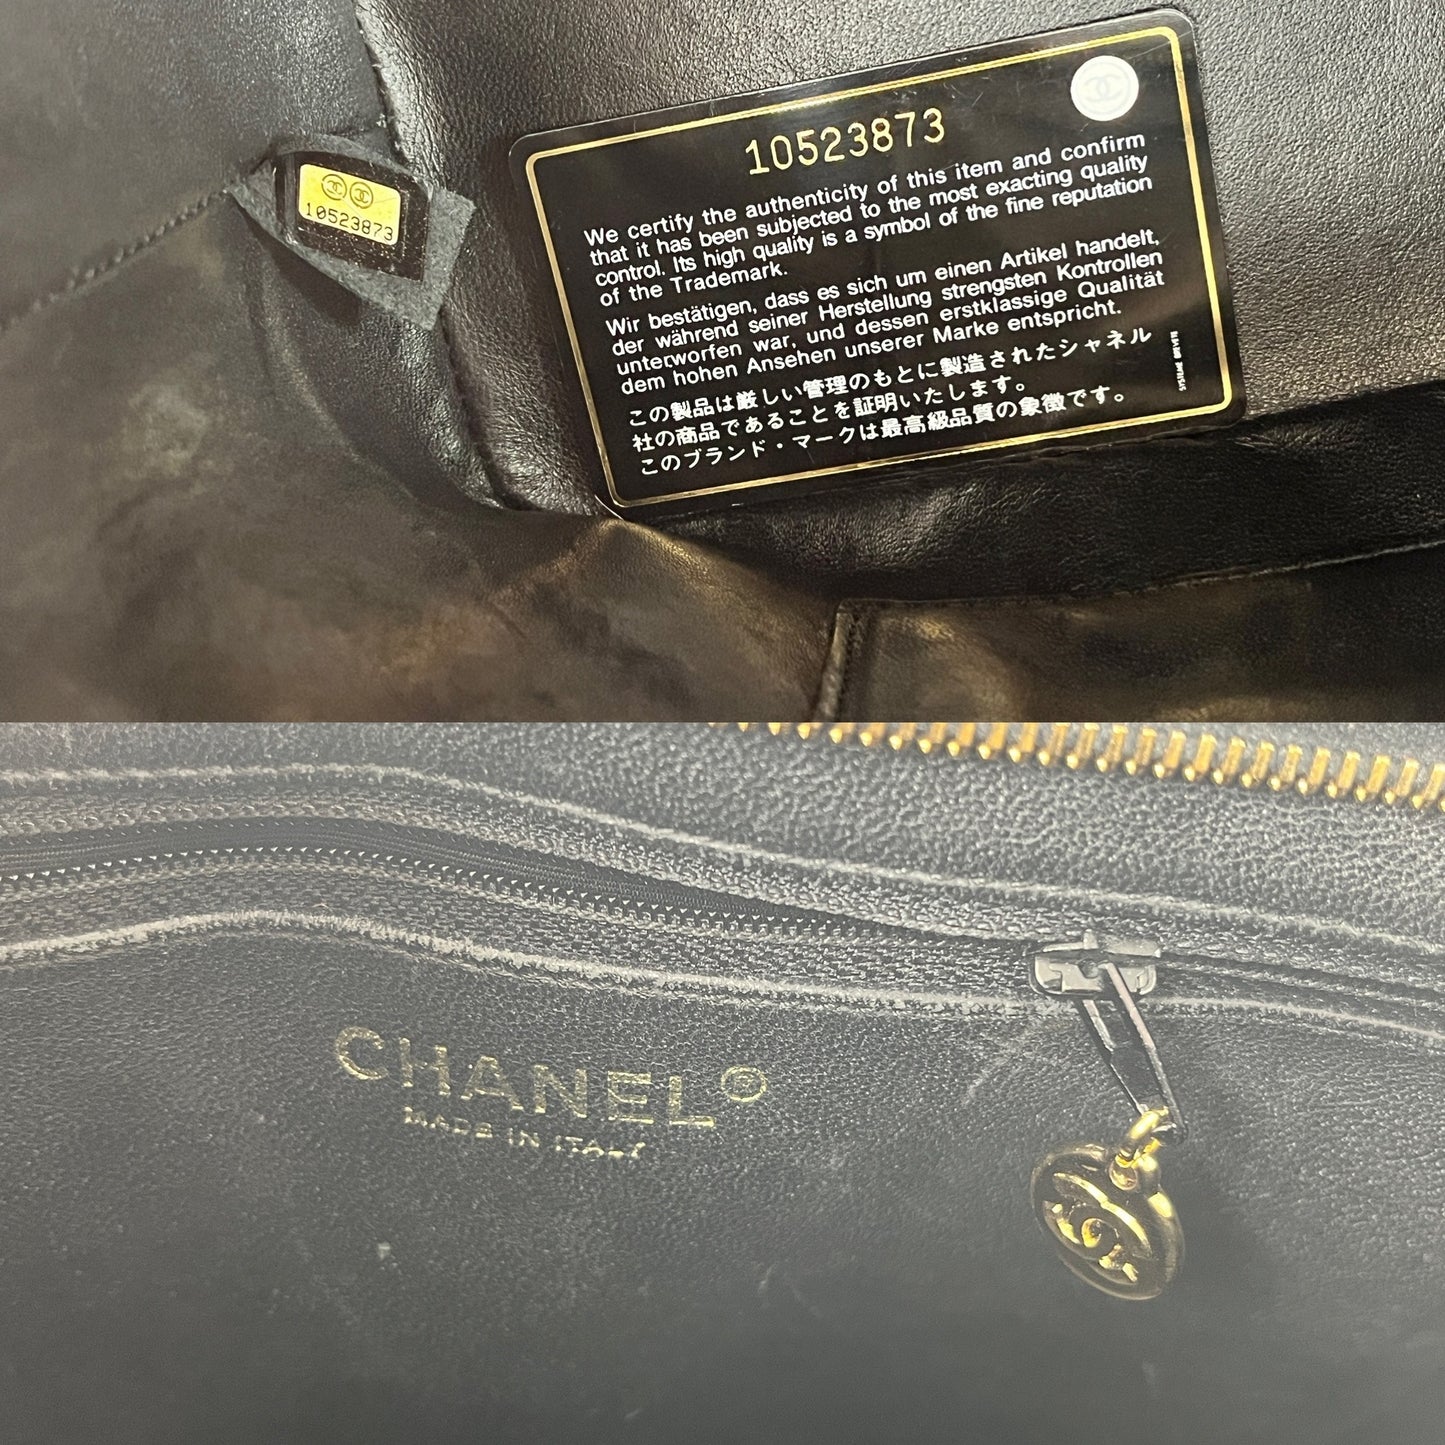 10523873
10523873
We certify the authenticity of this item and confirm
that it has been subjected to the most exacting quality
control. Its high quality is a symbol of the fine reputation
of the Trademark.
Wir bestätigen, dass es sich um einen Artikel handelt,
der während seiner Herstellung strengsten Kontrollen
unterworfen war, und dessen erstklassige Qualität
dem hohen Ansehen unserer Marke entspricht.
この製品は厳しい管理のもとに製造されたシャネル
社の商品であることを証明いたします。
このブランド・マークは最高級品質の象徴です。
CHANEL®
MADE IN ITALY